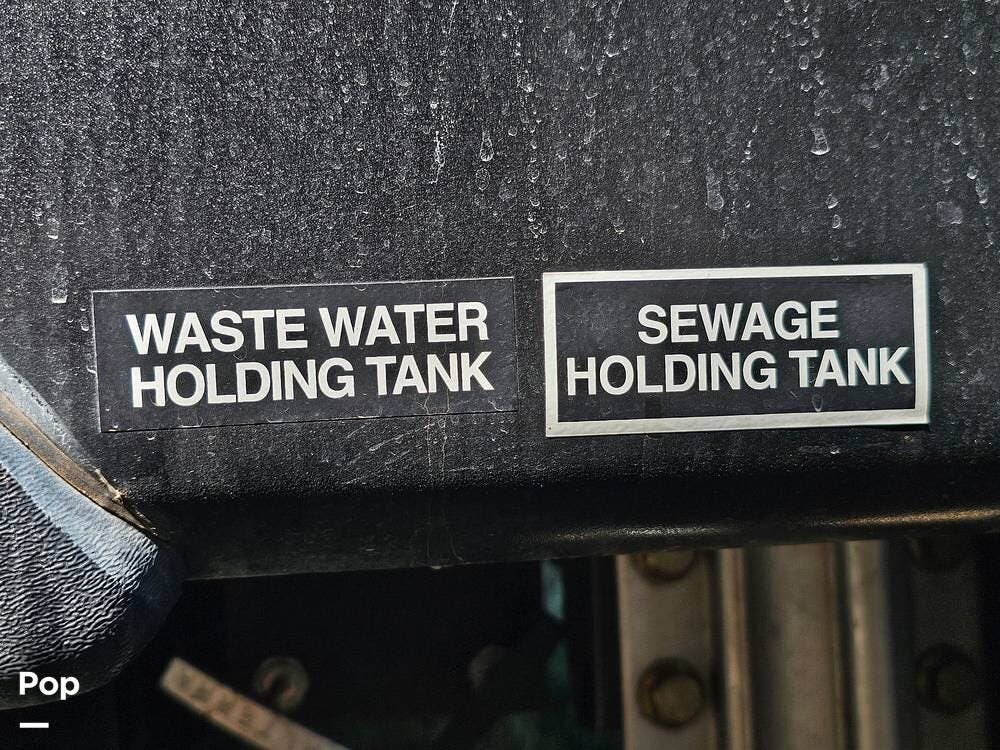 WASTE WATER
HOLDING TANK
SEWAGE
HOLDING TANK
Pop